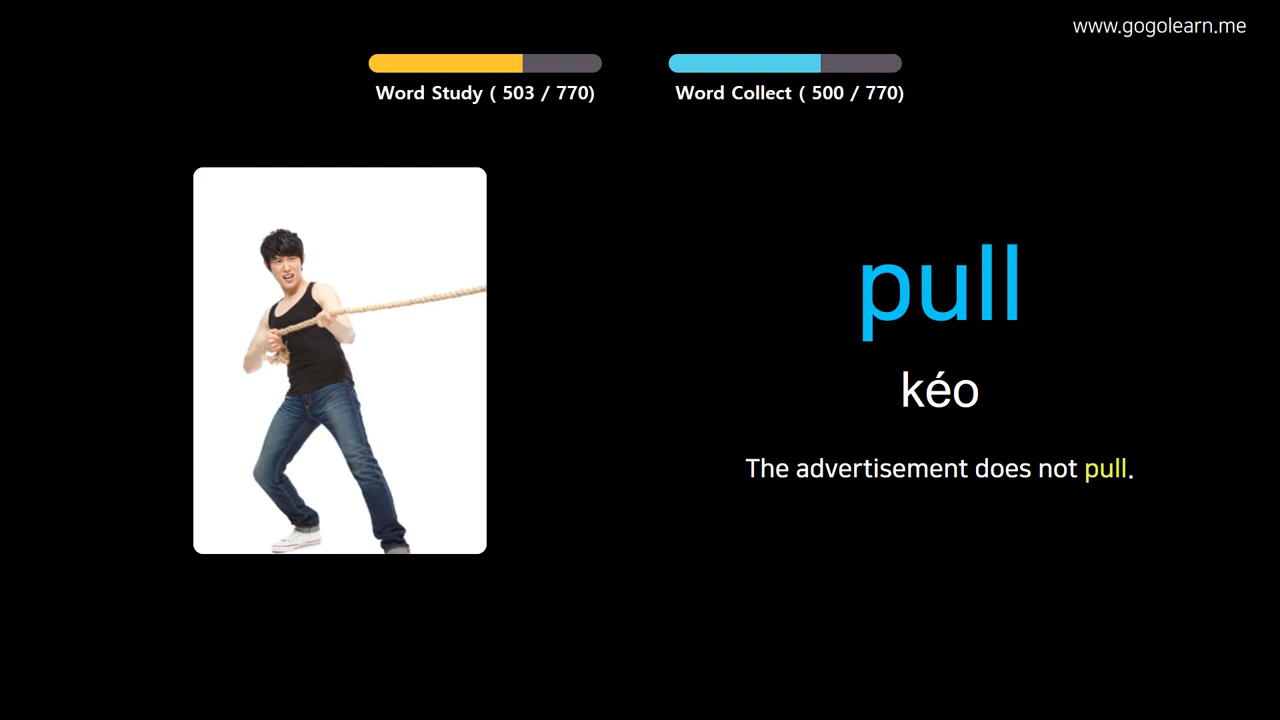 www.gogolearn.me
Word Study ( 503 / 770)
Word Collect ( 500 / 770)
pull
kéo
The advertisement does not pull.